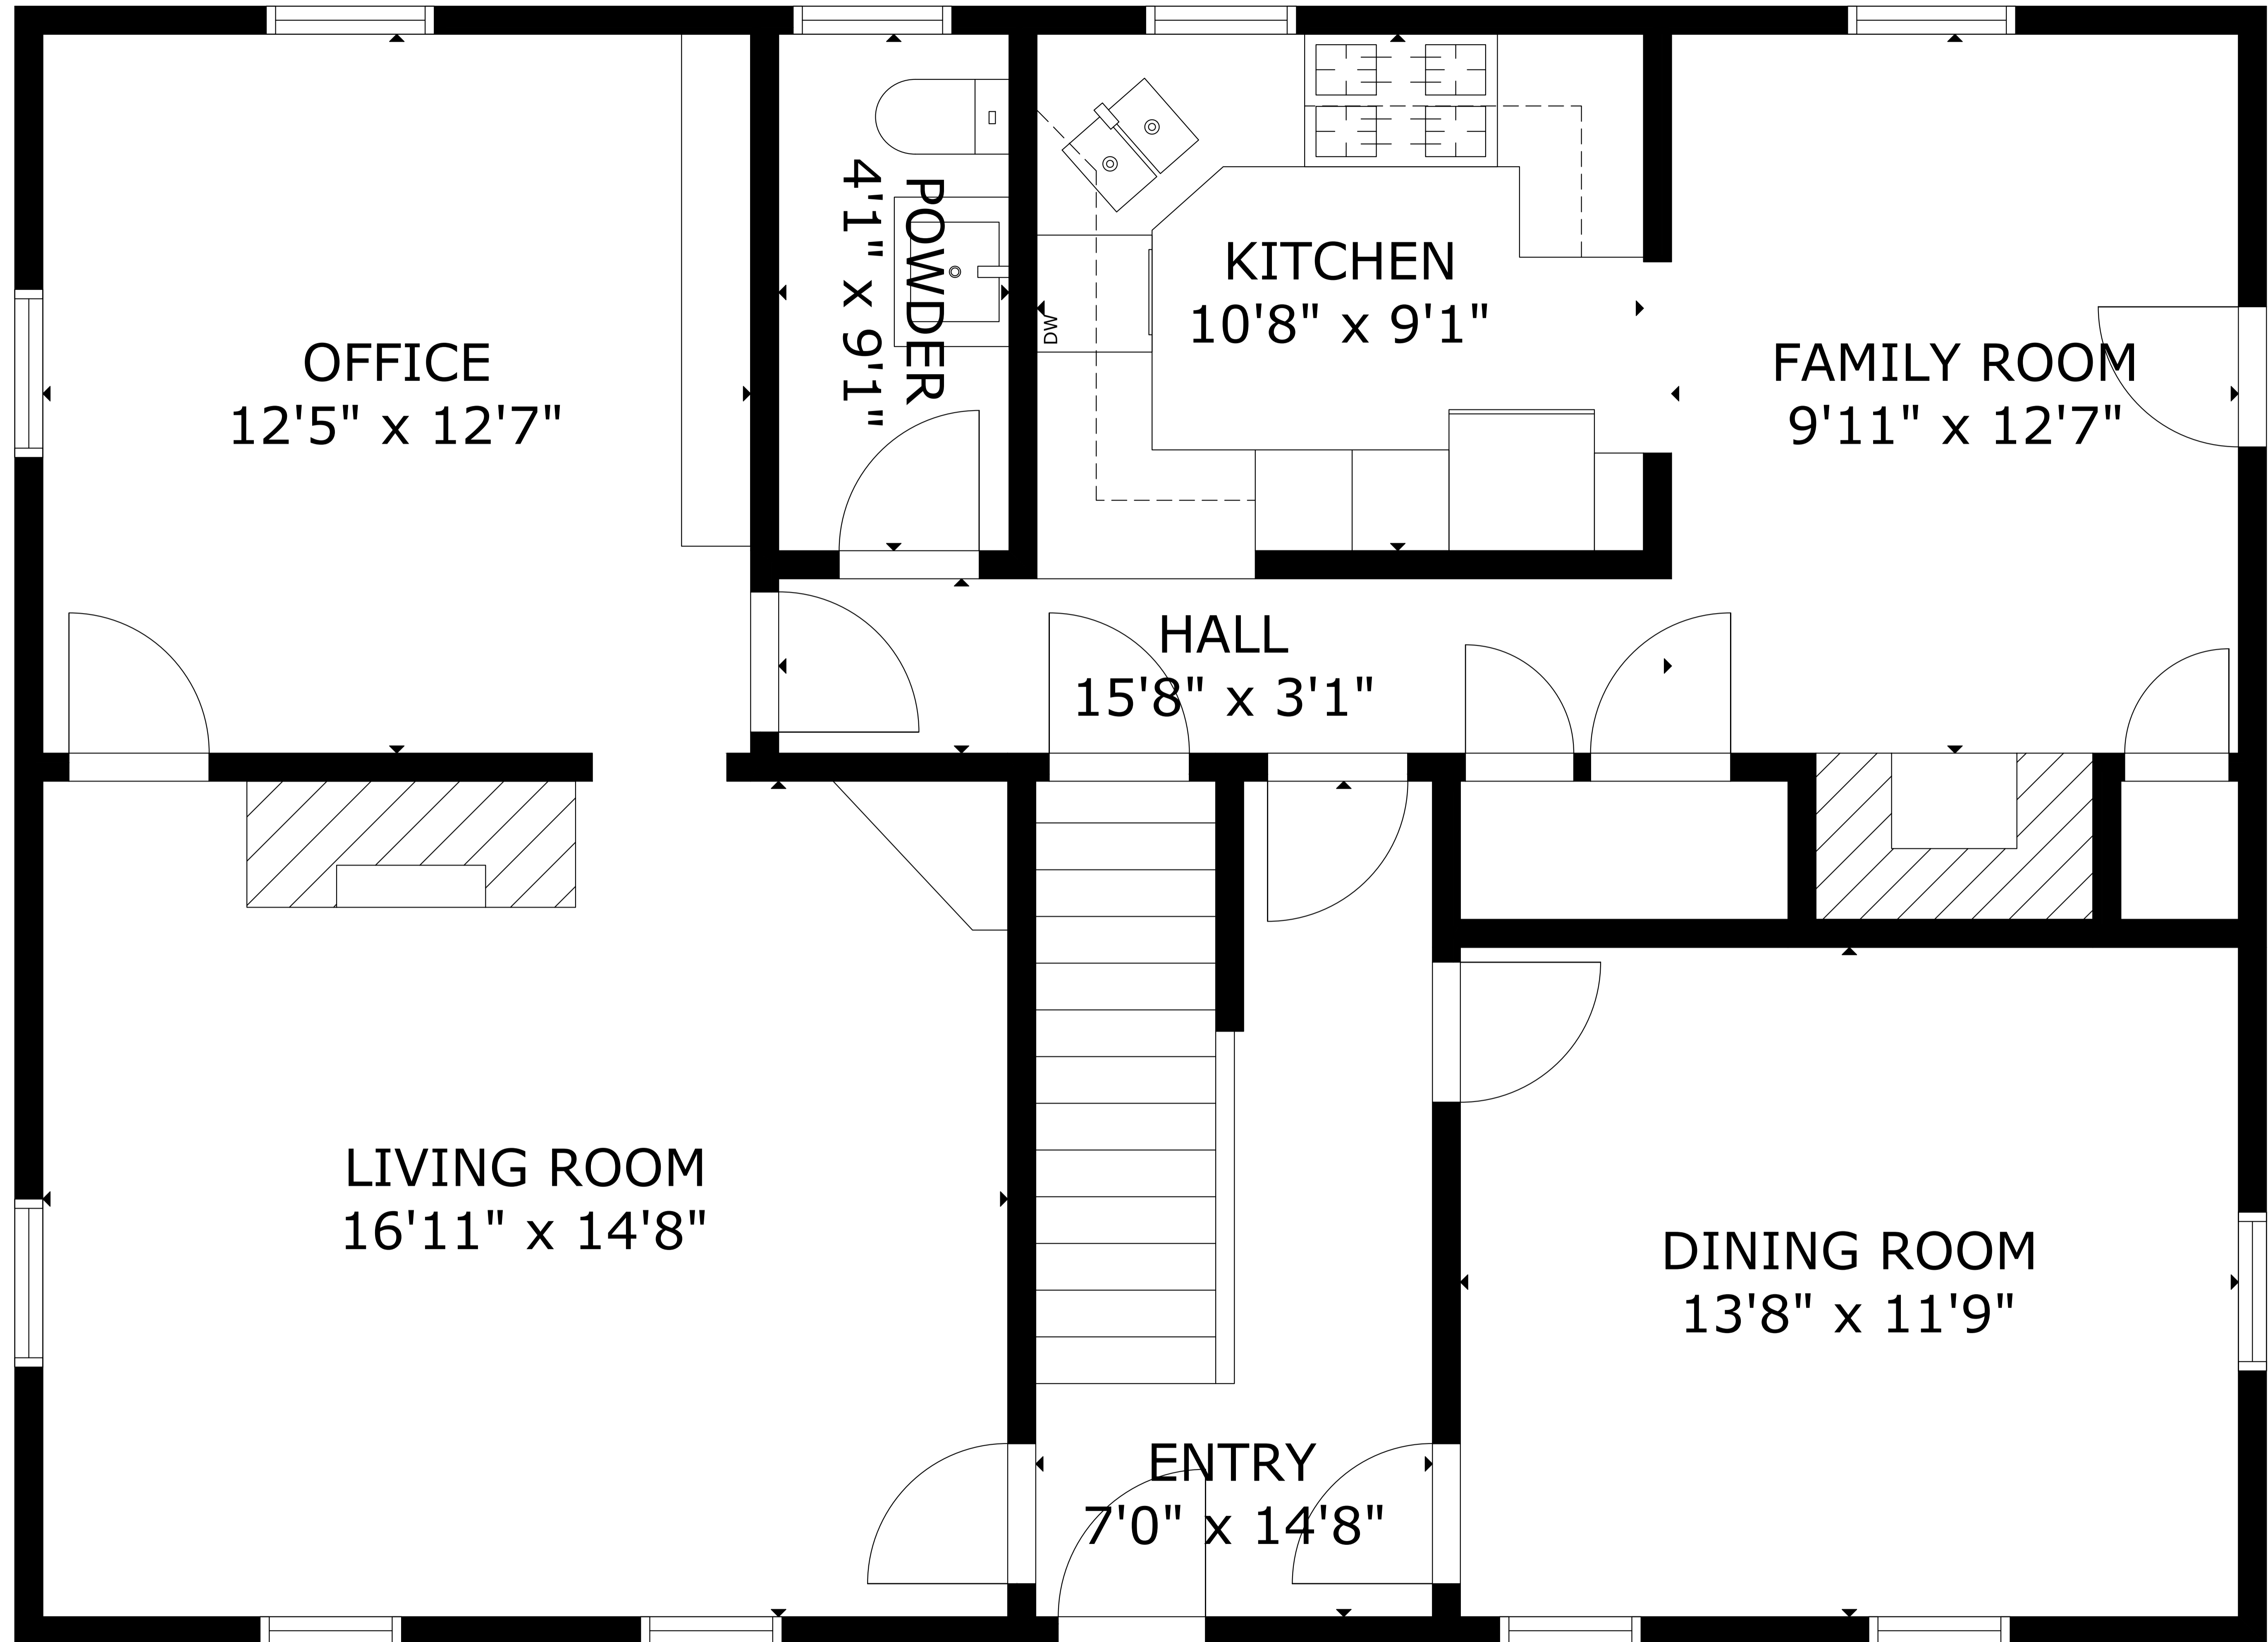 OFFICE
12'5" x 12'7"
POWDER
4'1" x 9'1"
DW
KITCHEN
10'8" x 9'1"
FAMILY ROOM
9'11" x 12'7"
HALL
15'8" x 3'1"
LIVING ROOM
16'11" x 14'8"
DINING ROOM
13'8" x 11'9"
ENTRY
7'0" x 14'8"